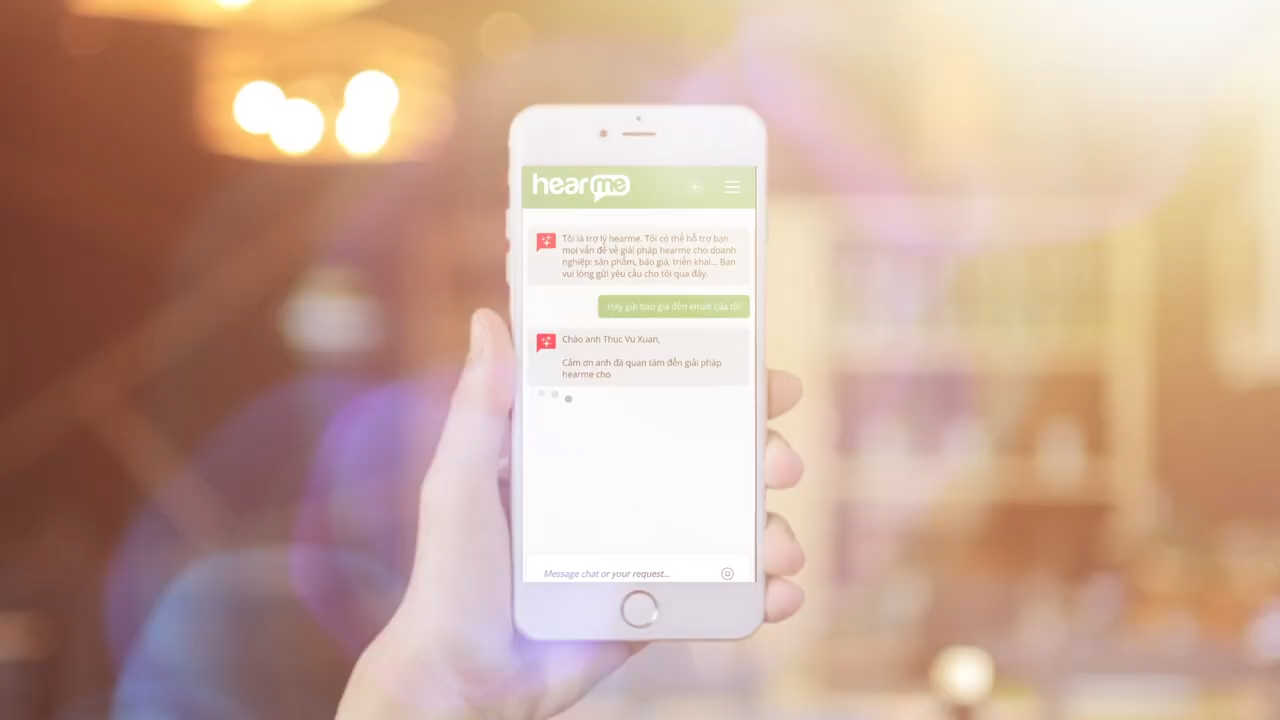 hearme
Tôi là trợ lý hearme. Tôi có thể hỗ trợ bạn
mọi vấn đề về giải pháp hearme cho doanh
nghiệp: sản phẩm, báo giá, triển khai... Bạn
vui lòng gửi yêu cầu cho tôi qua đây.
Hãy gửi báo giá đến email của tôi
Chào anh Thuc Vu Xuan,
Cảm ơn anh đã quan tâm đến giải pháp
hearme cho
Message chat or your request...